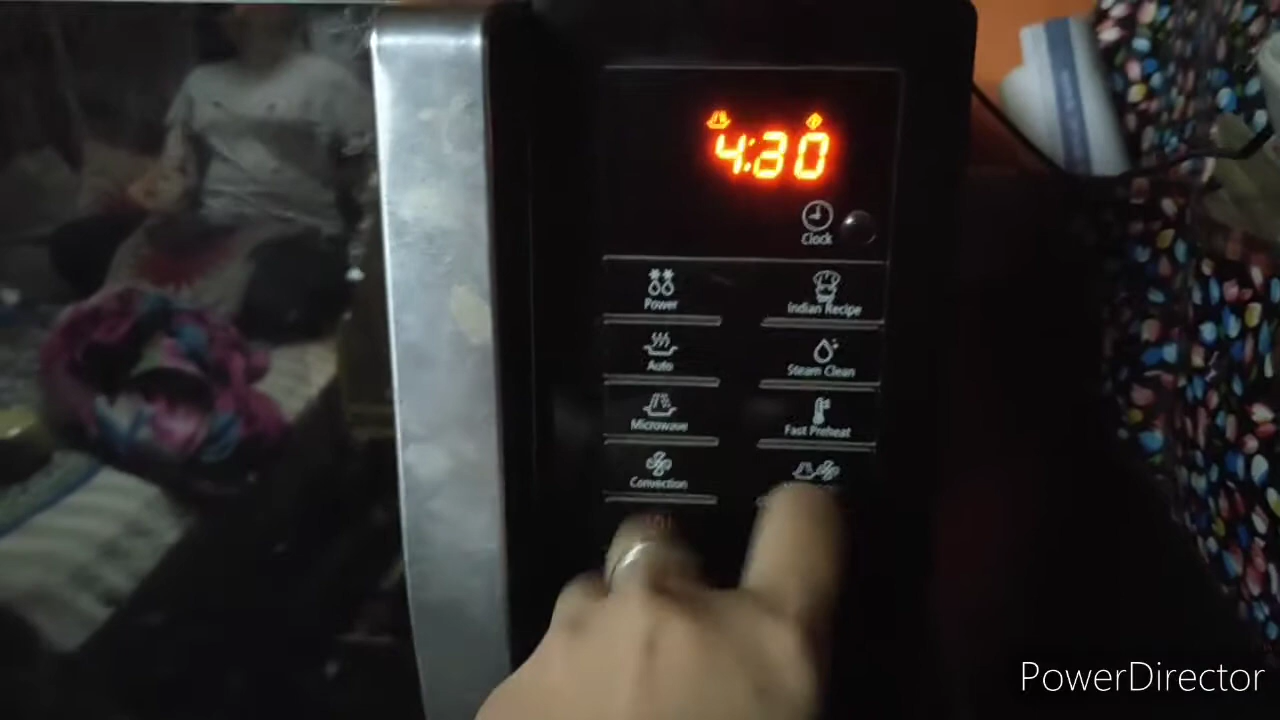 4:30
Clock
Power
Indian Recipe
Auto
Steam Clean
Microwave
Fast Preheat
Convection
PowerDirector